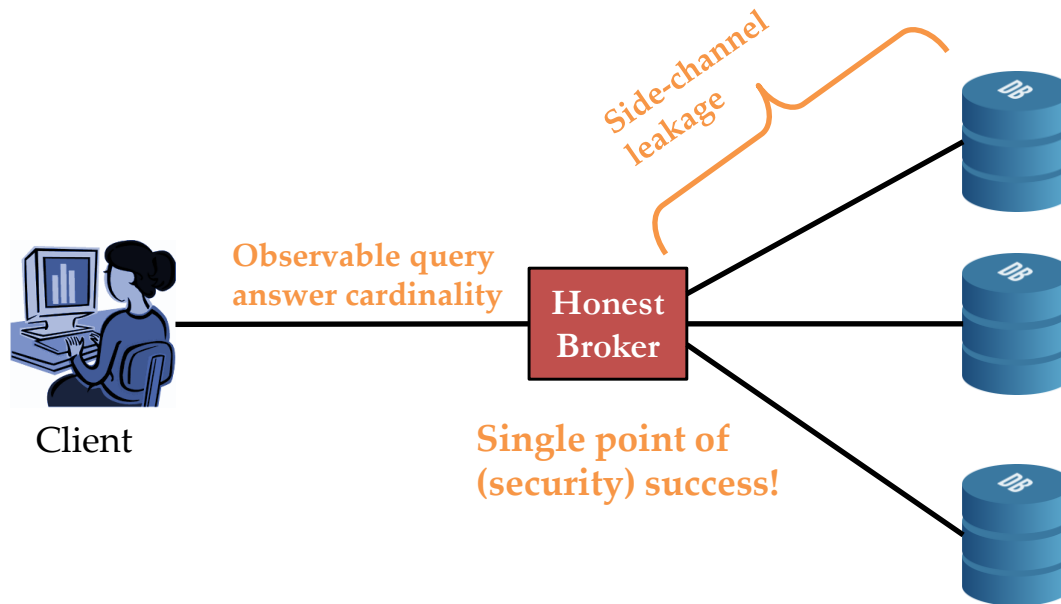 Side-channel
leakage
DB
Observable query
answer cardinality
Honest
Broker
DB
Client
Single point of
(security) success!
DB